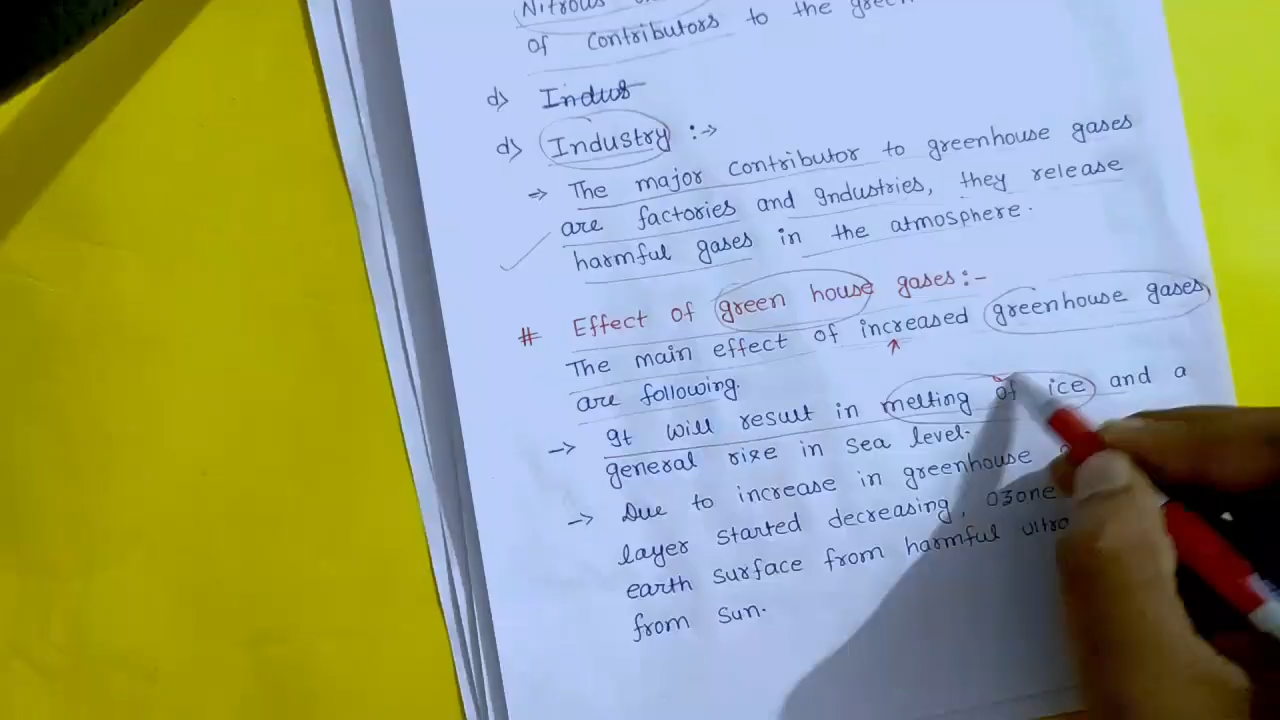 Nitrous
of contributors to the green
d) Indus
d) Industry :->
=> The major contributor to greenhouse gases
are factories and Industries, they release
harmful gases in the atmosphere.
# Effect of green house gases:-
The main effect of increased greenhouse gases
are following.
-> It will result in melting of ice and a
general rise in sea level.
-> Due to increase in greenhouse
layer started decreasing, ozone
earth surface from harmful ultra
from sun.